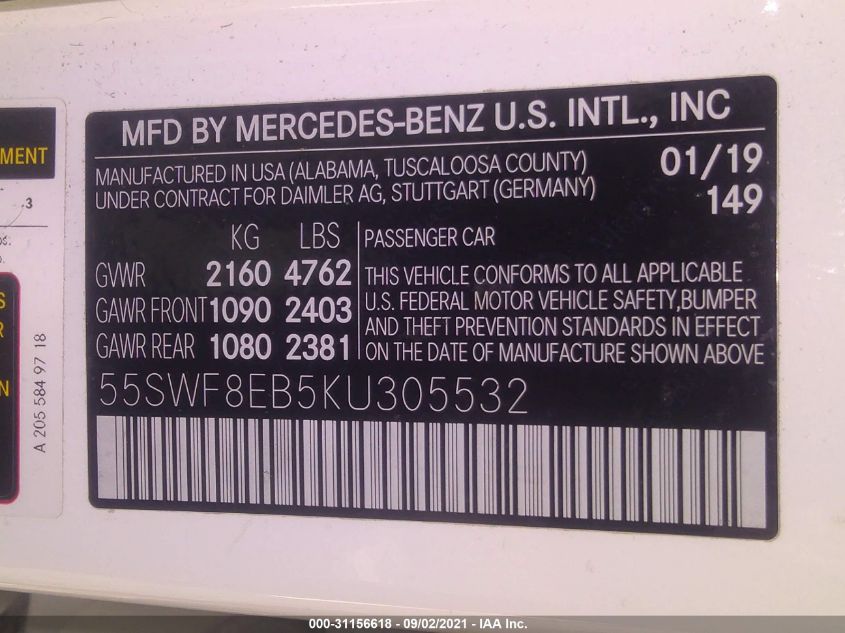 MFD BY MERCEDES-BENZ U.S. INTL., INC
MANUFACTURED IN USA (ALABAMA, TUSCALOOSA COUNTY) 01/19
UNDER CONTRACT FOR DAIMLER AG, STUTTGART (GERMANY) 149
KG LBS PASSENGER CAR
GVWR 2160 4762 THIS VEHICLE CONFORMS TO ALL APPLICABLE
GAWR FRONT 1090 2403 U.S. FEDERAL MOTOR VEHICLE SAFETY,BUMPER
AND THEFT PREVENTION STANDARDS IN EFFECT
GAWR REAR 1080 2381 ON THE DATE OF MANUFACTURE SHOWN ABOVE
55SWF8EB5KU305532
MENT
3
A 205 584 97 18
000-31156618 - 09/02/2021 - IAA Inc.